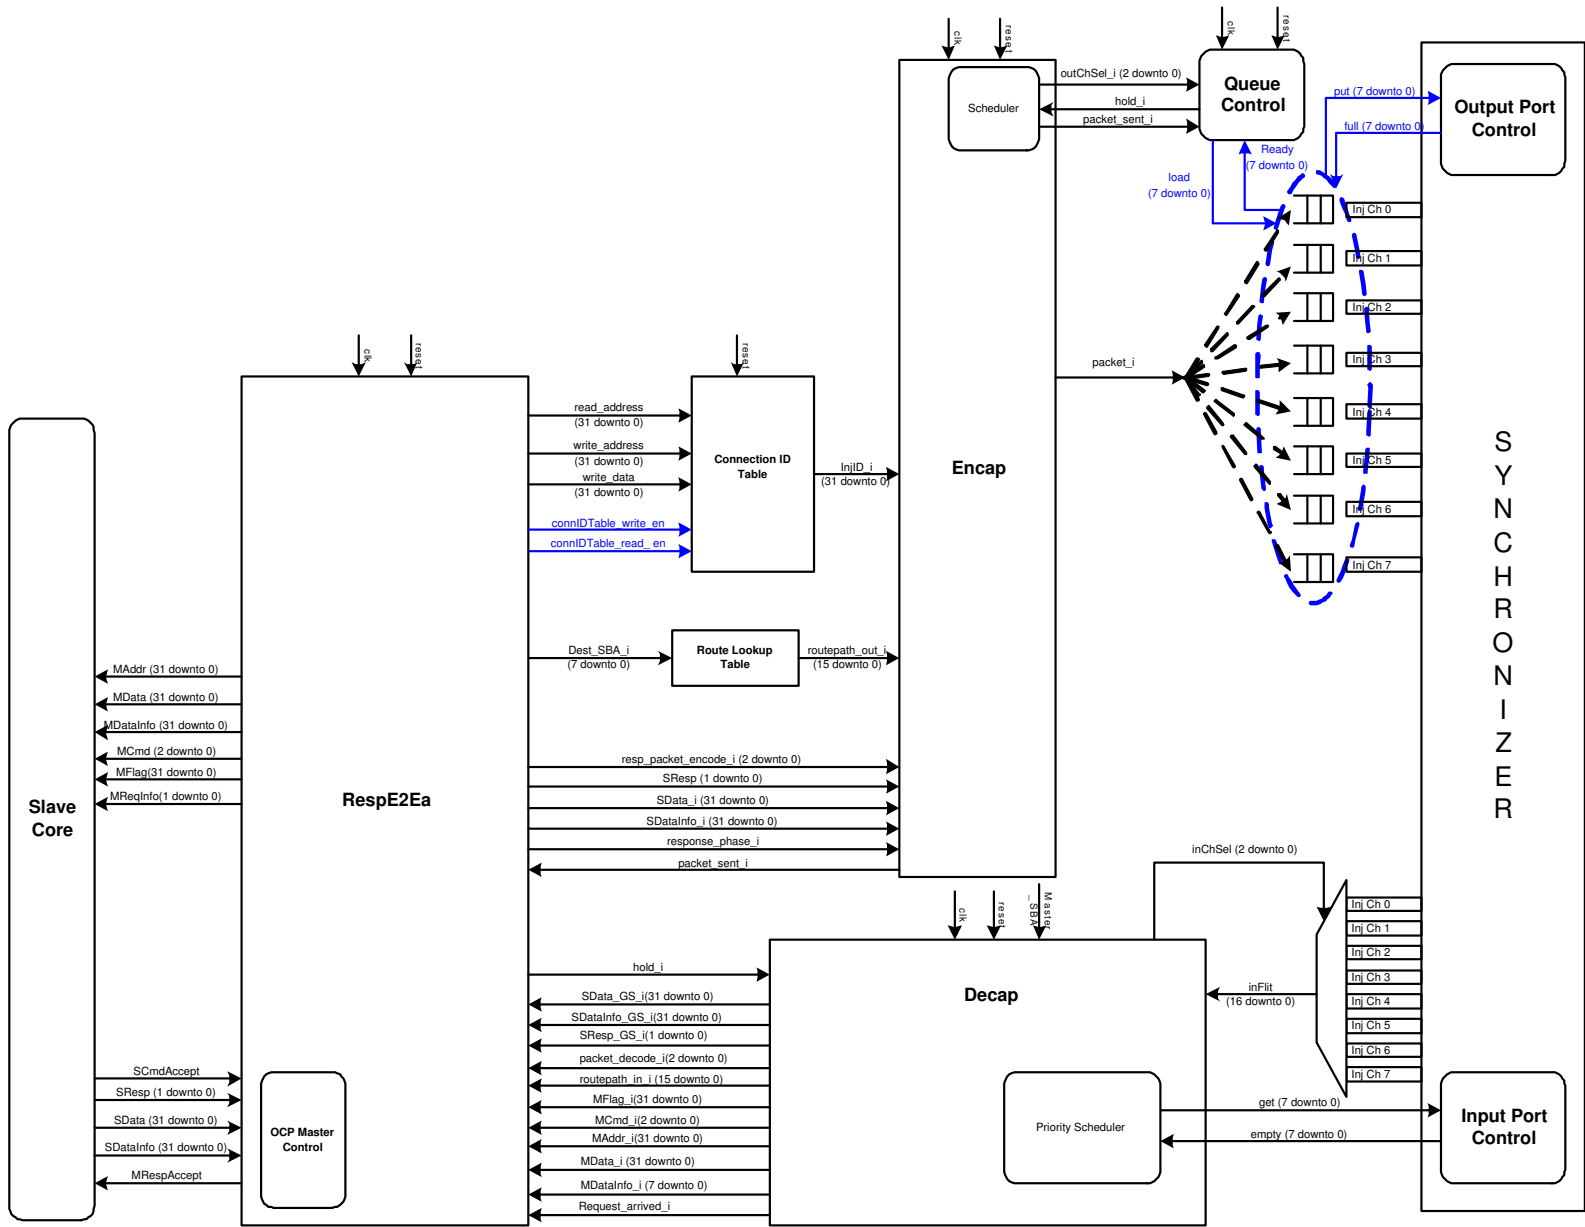 clk
reset
clk
reset
Scheduler
outChSel_i (2 downto 0)
hold_i
packet_sent_i
Queue
Control
put (7 downto 0)
full (7 downto 0)
Output Port
Control
Ready
(7 downto 0)
load
(7 downto 0)
Inj Ch 0
Inj Ch 1
Inj Ch 2
Inj Ch 3
Inj Ch 4
Inj Ch 5
Inj Ch 6
Inj Ch 7
packet_i
Encap
SYNCHRONIZER
clk
reset
reset
read_address
(31 downto 0)
write_address
(31 downto 0)
write_data
(31 downto 0)
connIDTable_write_en
connIDTable_read_ en
Connection ID
Table
InjID_i
(31 downto 0)
Dest_SBA_i
(7 downto 0)
Route Lookup
Table
routepath_out_i
(15 downto 0)
MAddr (31 downto 0)
MData (31 downto 0)
MDataInfo (31 downto 0)
MCmd (2 downto 0)
MFlag(31 downto 0)
MReqInfo(1 downto 0)
Slave
Core
RespE2Ea
resp_packet_encode_i (2 downto 0)
SResp (1 downto 0)
SData_i (31 downto 0)
SDataInfo_i (31 downto 0)
response_phase_i
packet_sent_i
clk
reset
Master
_SBA
inChSel (2 downto 0)
Inj Ch 0
Inj Ch 1
Inj Ch 2
Inj Ch 3
Inj Ch 4
Inj Ch 5
Inj Ch 6
Inj Ch 7
inFlit
(16 downto 0)
Decap
hold_i
SData_GS_i(31 downto 0)
SDataInfo_GS_i(31 downto 0)
SResp_GS_i(1 downto 0)
packet_decode_i(2 downto 0)
routepath_in_i (15 downto 0)
MFlag_i(31 downto 0)
MCmd_i(2 downto 0)
MAddr_i(31 downto 0)
MData_i (31 downto 0)
MDataInfo_i (7 downto 0)
Request_arrived_i
SCmdAccept
SResp (1 downto 0)
SData (31 downto 0)
SDataInfo (31 downto 0)
MRespAccept
OCP Master
Control
Priority Scheduler
get (7 downto 0)
empty (7 downto 0)
Input Port
Control